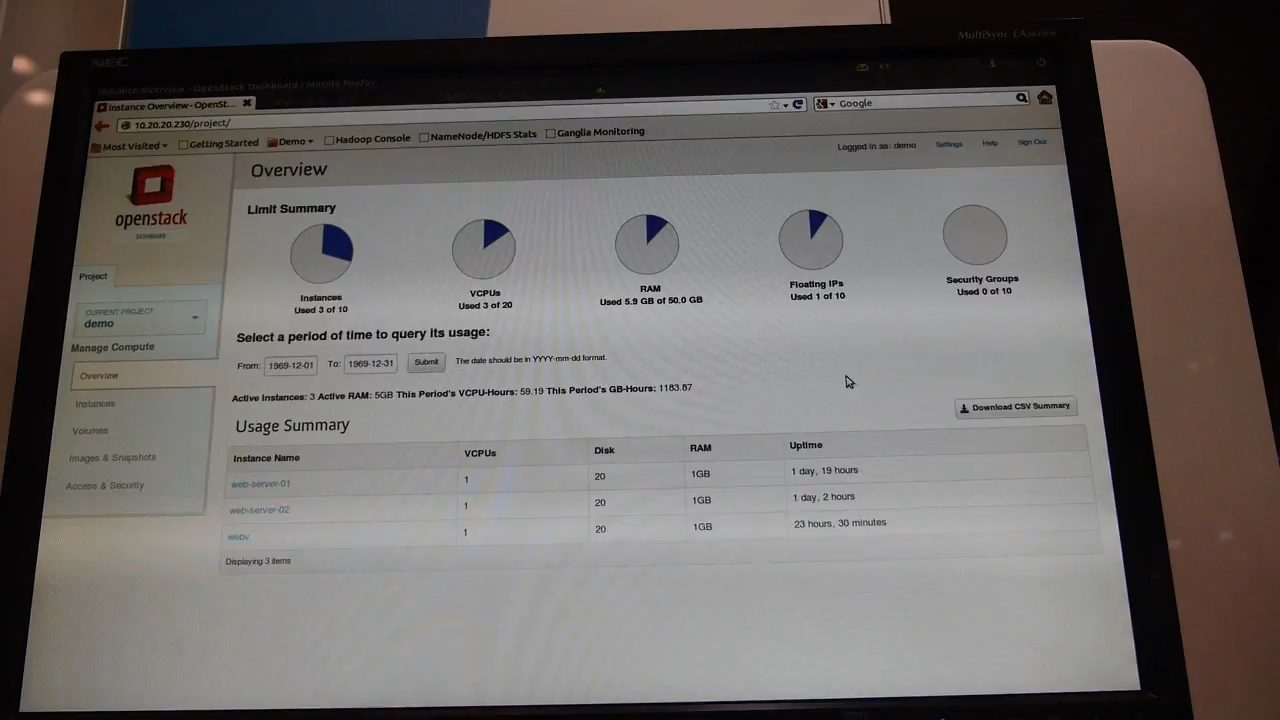 NEC
MultiSync
Instance Overview - OpenStack Dashboard - Mozilla Firefox
Instance Overview - OpenSt...
10.20.20.230/project/
Google
Most Visited
Getting Started
Demo
Hadoop Console
NameNode/HDFS Stats
Ganglia Monitoring
Logged in as: demo
Settings
Help
Sign Out
openstack
DASHBOARD
Project
CURRENT PROJECT
demo
Manage Compute
Overview
Instances
Volumes
Images & Snapshots
Access & Security
Overview
Limit Summary
Instances
Used 3 of 10
VCPUs
Used 3 of 20
RAM
Used 5.9 GB of 50.0 GB
Floating IPs
Used 1 of 10
Security Groups
Used 0 of 10
Select a period of time to query its usage:
From: 1969-12-01 To: 1969-12-31 Submit The date should be in YYYY-mm-dd format.
Active Instances: 3 Active RAM: 5GB This Period's VCPU-Hours: 59.19 This Period's GB-Hours: 1183.87
Download CSV Summary
Usage Summary
Instance Name VCPUs Disk RAM Uptime
web-server-01 1 20 1GB 1 day, 19 hours
web-server-02 1 20 1GB 1 day, 2 hours
1 20 1GB 23 hours, 30 minutes
Displaying 3 items